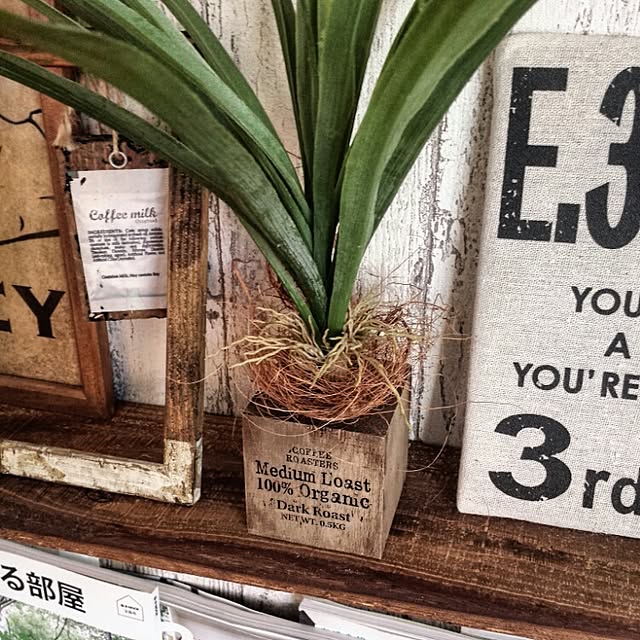 EY
Coffee milk
INGREDIENTS:
COFFEE
ROASTERS
Medium Loast
100% Organic
Dark Roast
NET WT. 0.5KG
E.3
YOU
A
YOU'RE
3rd
る部屋